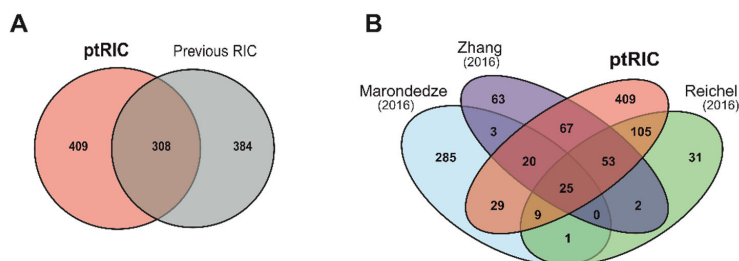 A
ptRIC
Previous RIC
409
308
384
B
Zhang
(2016)
ptRIC
Marondedze
(2016)
Reichel
(2016)
63
409
3
67
105
285
20
53
31
25
29
9
0
2
1